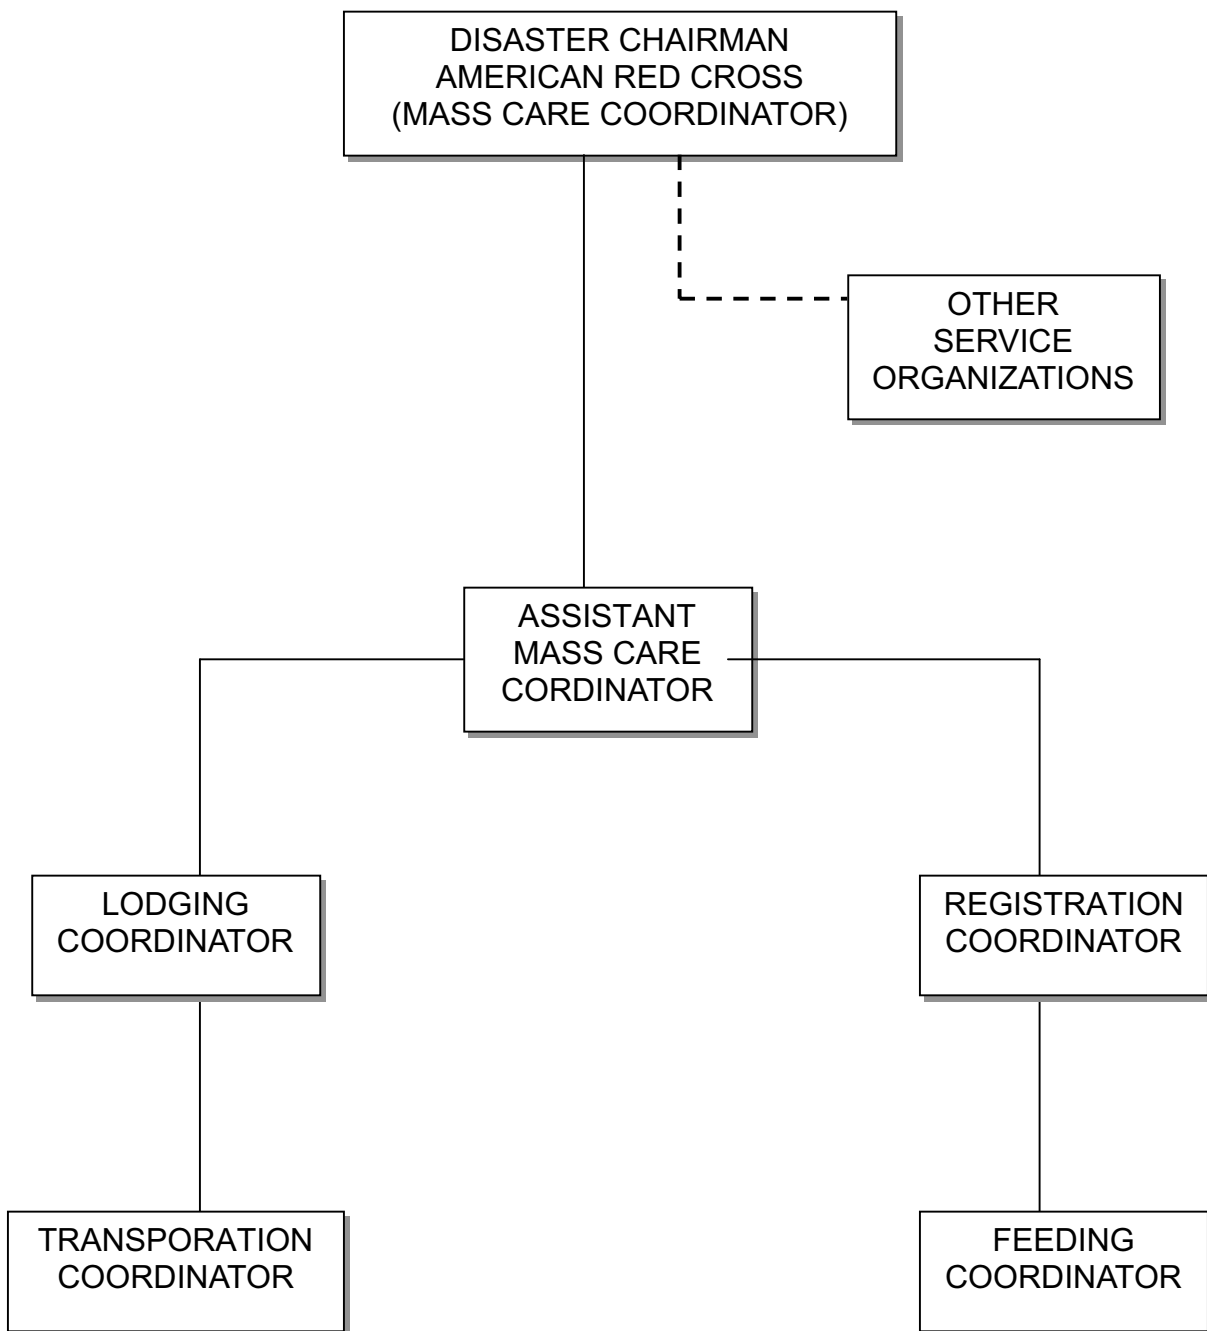 DISASTER CHAIRMAN
AMERICAN RED CROSS
(MASS CARE COORDINATOR)
OTHER
SERVICE
ORGANIZATIONS
ASSISTANT
MASS CARE
CORDINATOR
LODGING
COORDINATOR
REGISTRATION
COORDINATOR
TRANSPORATION
COORDINATOR
FEEDING
COORDINATOR